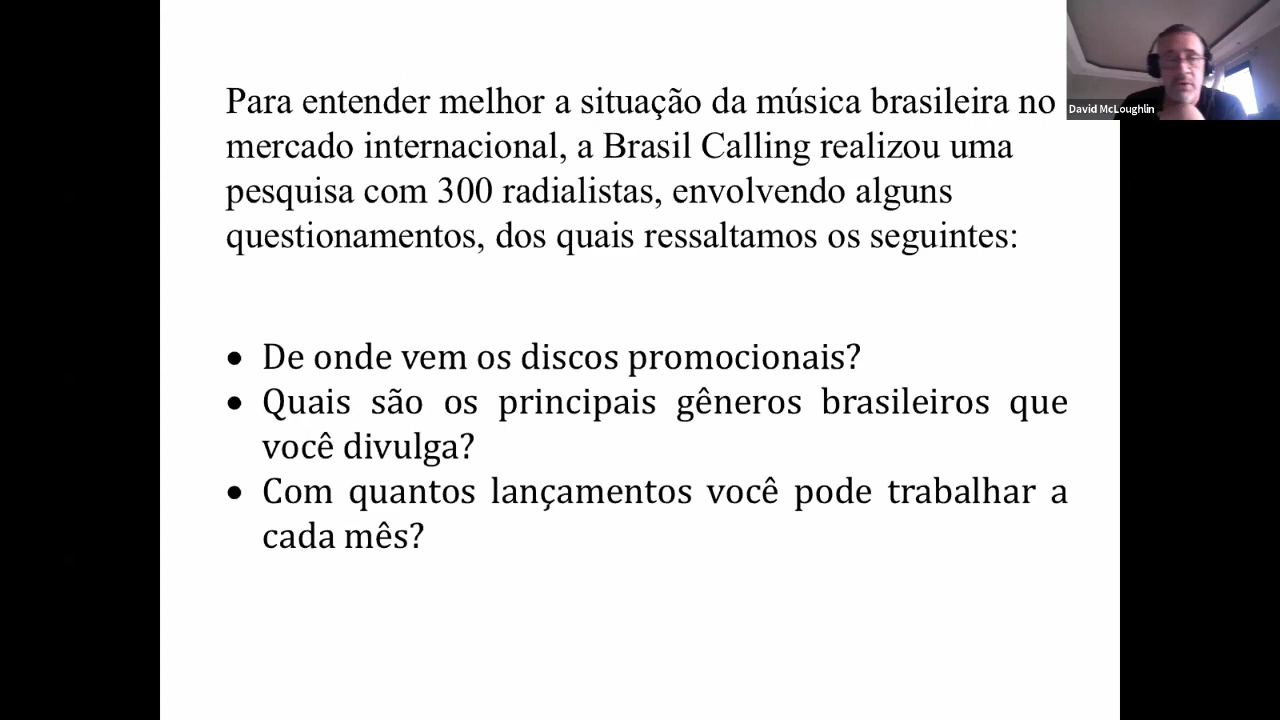 Para entender melhor a situação da música brasileira no
mercado internacional, a Brasil Calling realizou uma
pesquisa com 300 radialistas, envolvendo alguns
questionamentos, dos quais ressaltamos os seguintes:
• De onde vem os discos promocionais?
• Quais são os principais gêneros brasileiros que
você divulga?
• Com quantos lançamentos você pode trabalhar a
cada mês?
David McLoughlin